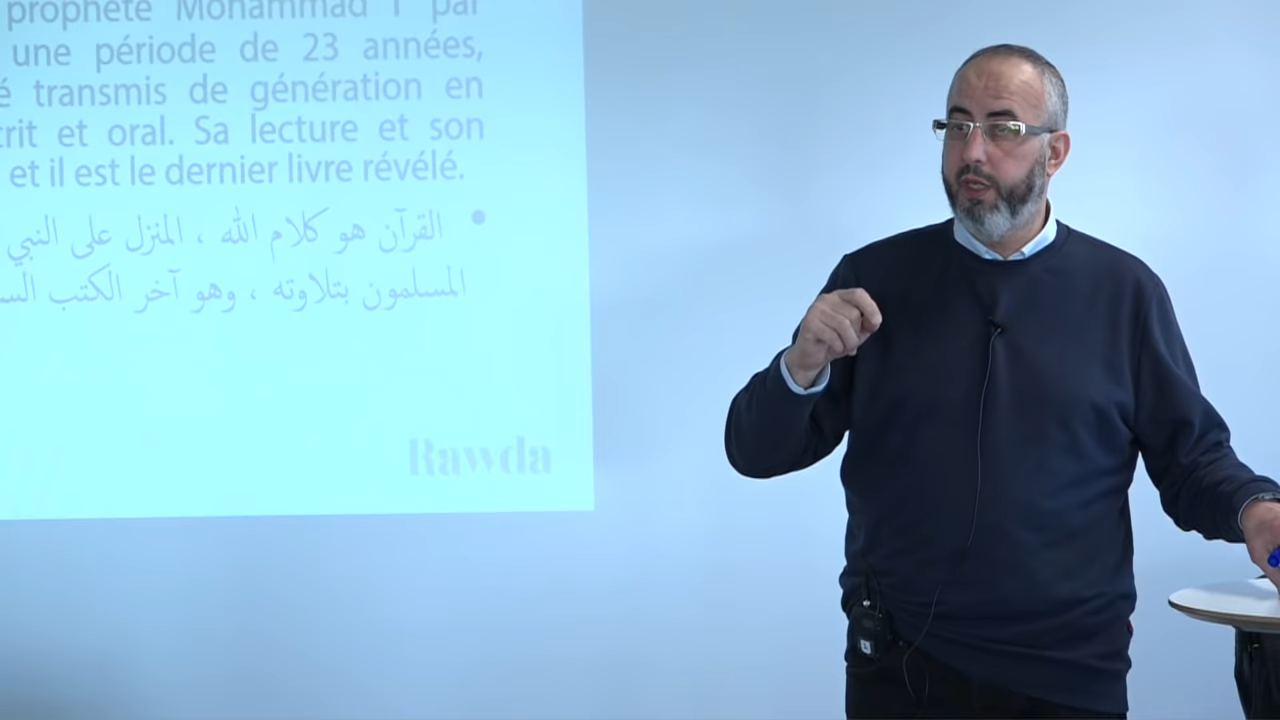 prophète Mohammad r par
une période de 23 années,
é transmis de génération en
crit et oral. Sa lecture et son
et il est le dernier livre révélé.
• القرآن هو كلام الله ، المنزل على النبي
المسلمون بتلاوته ، وهو آخر الكتب الس
Rawda